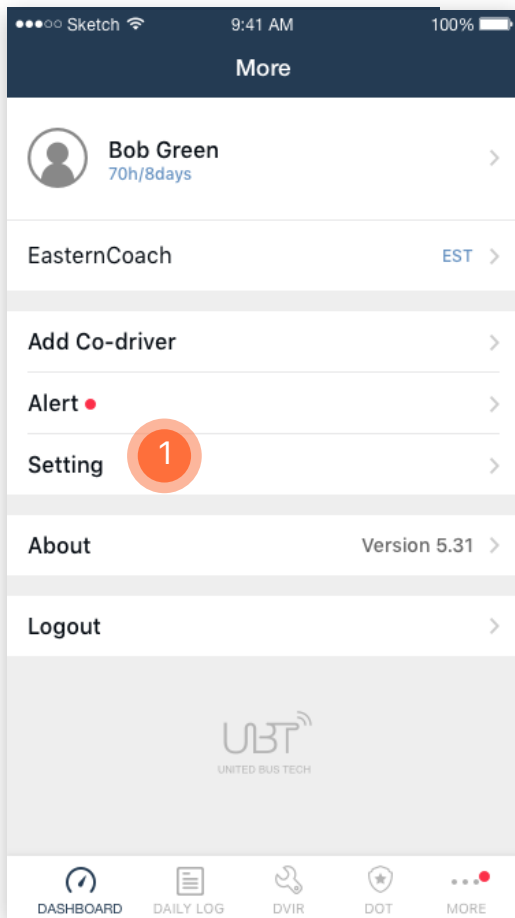 Sketch 9:41 AM 100%
More
Bob Green
70h/8days
EasternCoach EST
Add Co-driver
Alert
Setting 1
About Version 5.31
Logout
UBT
UNITED BUS TECH
DASHBOARD DAILY LOG DVIR DOT MORE